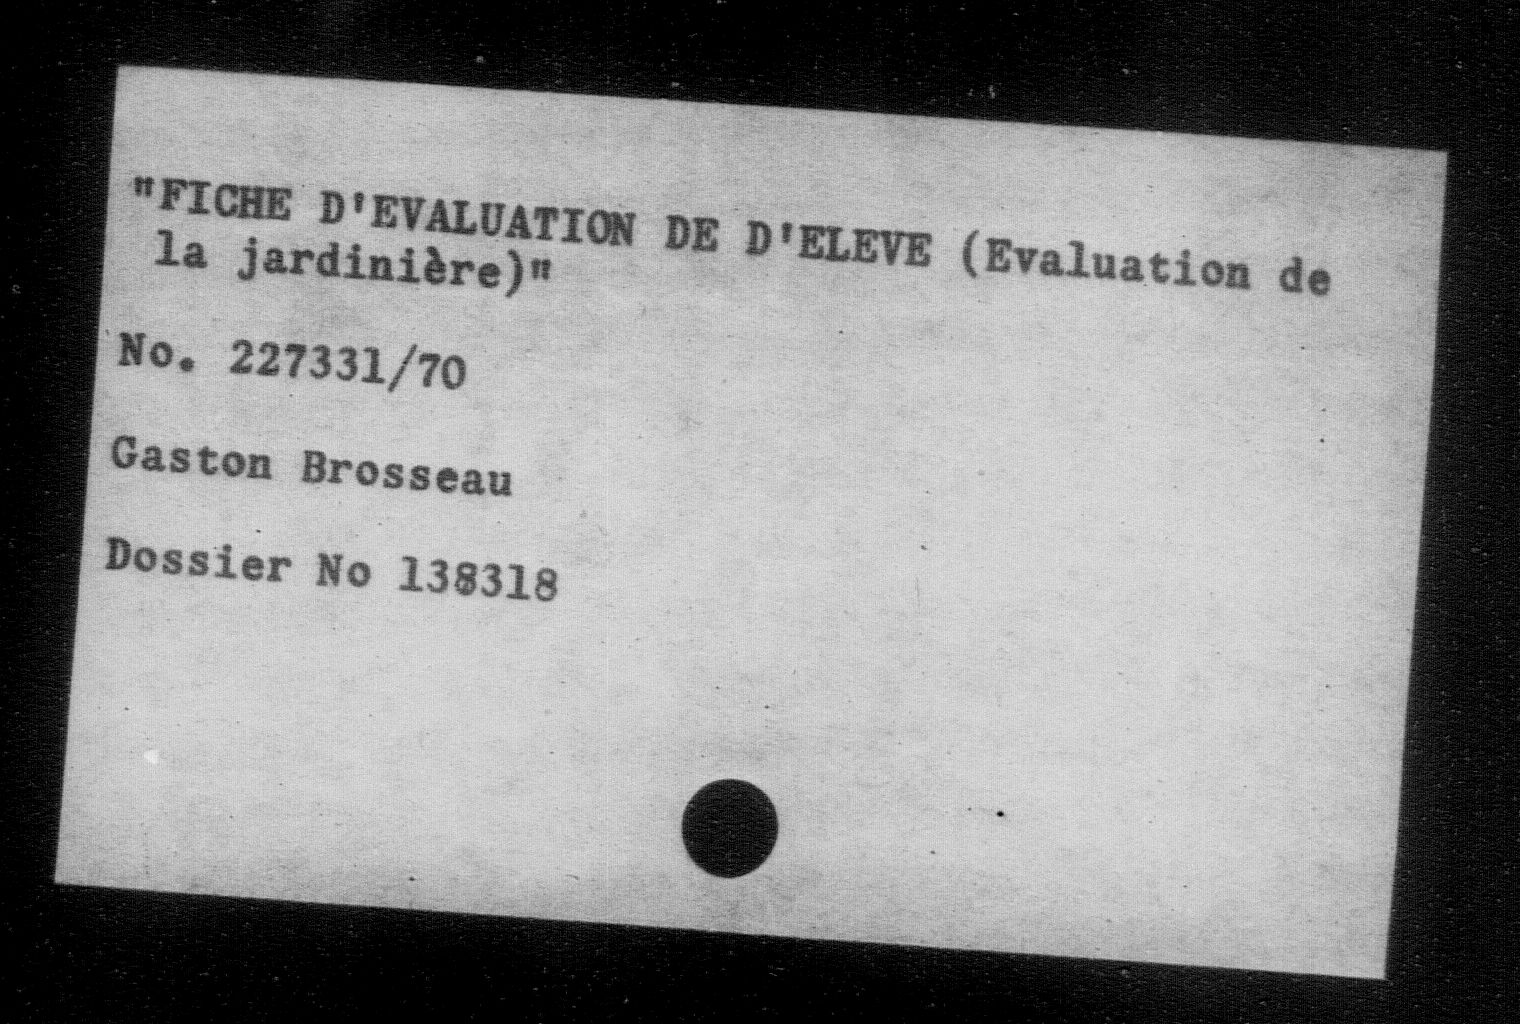 "FICHE D'EVALUATION DE D'ELEVE (Evaluation de
la jardinière)"
No. 227331/70
Gaston Brosseau
Dossier No 138318